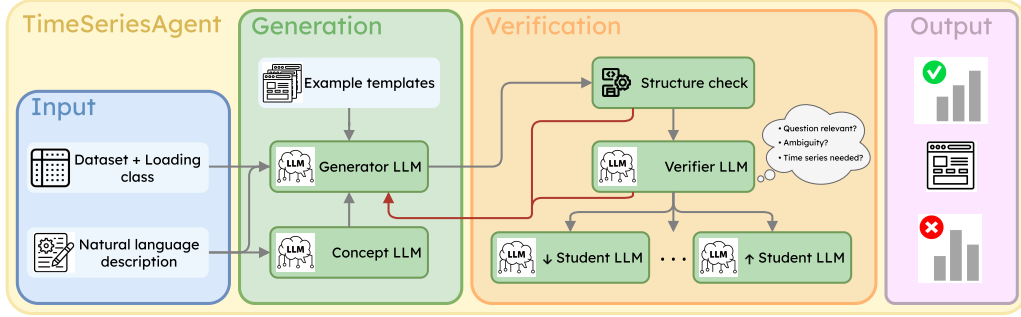 TimeSeriesAgent
Input
Dataset + Loading
class
Natural language
description
Generation
Example templates
LLM
Generator LLM
LLM
Concept LLM
Verification
Structure check
LLM
Verifier LLM
• Question relevant?
• Ambiguity?
• Time series needed?
LLM
↓ Student LLM
• • •
LLM
↑ Student LLM
Output